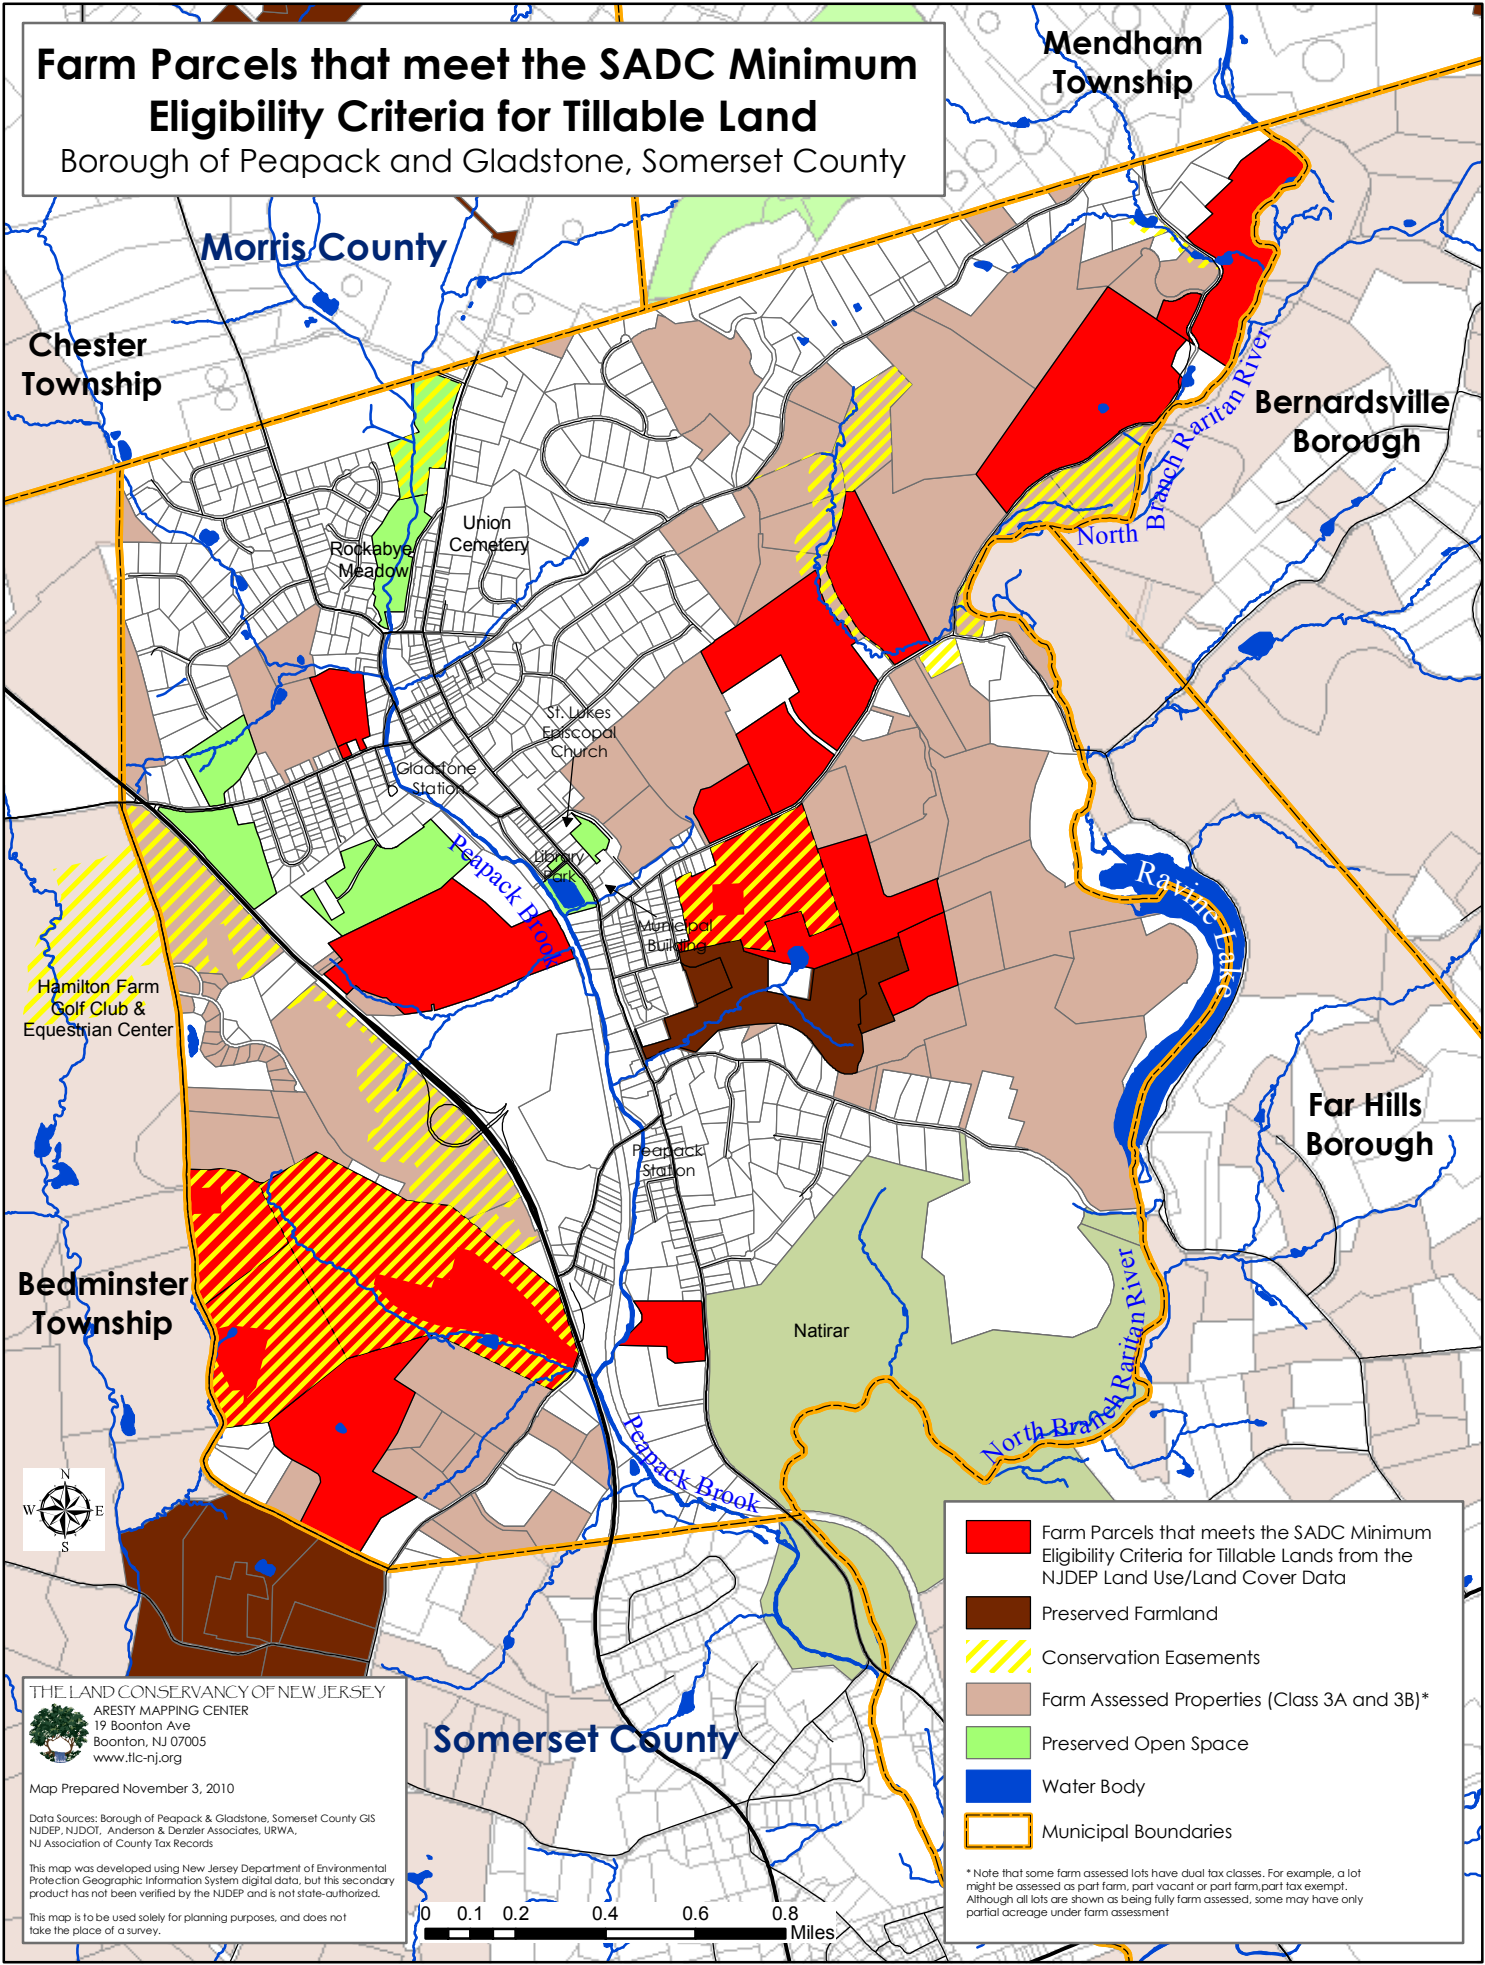 Farm Parcels that meet the SADC Minimum
Eligibility Criteria for Tillable Land
Borough of Peapack and Gladstone, Somerset County
Mendham
Township
Morris County
Chester
Township
Bernardsville
Borough
North Branch Raritan River
Union
Cemetery
Rockabye
Meadow
St. Lukes
Episcopal
Church
Gladstone
Station
Peapack Brook
Library
Park
Municipal
Building
Ravine Lake
Hamilton Farm
Golf Club &
Equestrian Center
Far Hills
Borough
Peapack
Station
Bedminster
Township
Natirar
North Branch Raritan River
Peapack Brook
N
W E
S
Somerset County
Farm Parcels that meets the SADC Minimum
Eligibility Criteria for Tillable Lands from the
NJDEP Land Use/Land Cover Data
Preserved Farmland
Conservation Easements
Farm Assessed Properties (Class 3A and 3B)*
Preserved Open Space
Water Body
Municipal Boundaries
* Note that some farm assessed lots have dual tax classes. For example, a lot
might be assessed as part farm, part vacant or part farm,part tax exempt.
Although all lots are shown as being fully farm assessed, some may have only
partial acreage under farm assessment
THE LAND CONSERVANCY OF NEW JERSEY
ARESTY MAPPING CENTER
19 Boonton Ave
Boonton, NJ 07005
www.tlc-nj.org
Map Prepared November 3, 2010
Data Sources: Borough of Peapack & Gladstone, Somerset County GIS
NJDEP, NJDOT, Anderson & Denzler Associates, URWA,
NJ Association of County Tax Records
This map was developed using New Jersey Department of Environmental
Protection Geographic Information System digital data, but this secondary
product has not been verified by the NJDEP and is not state-authorized.
This map is to be used solely for planning purposes, and does not
take the place of a survey.
0 0.1 0.2 0.4 0.6 0.8
Miles